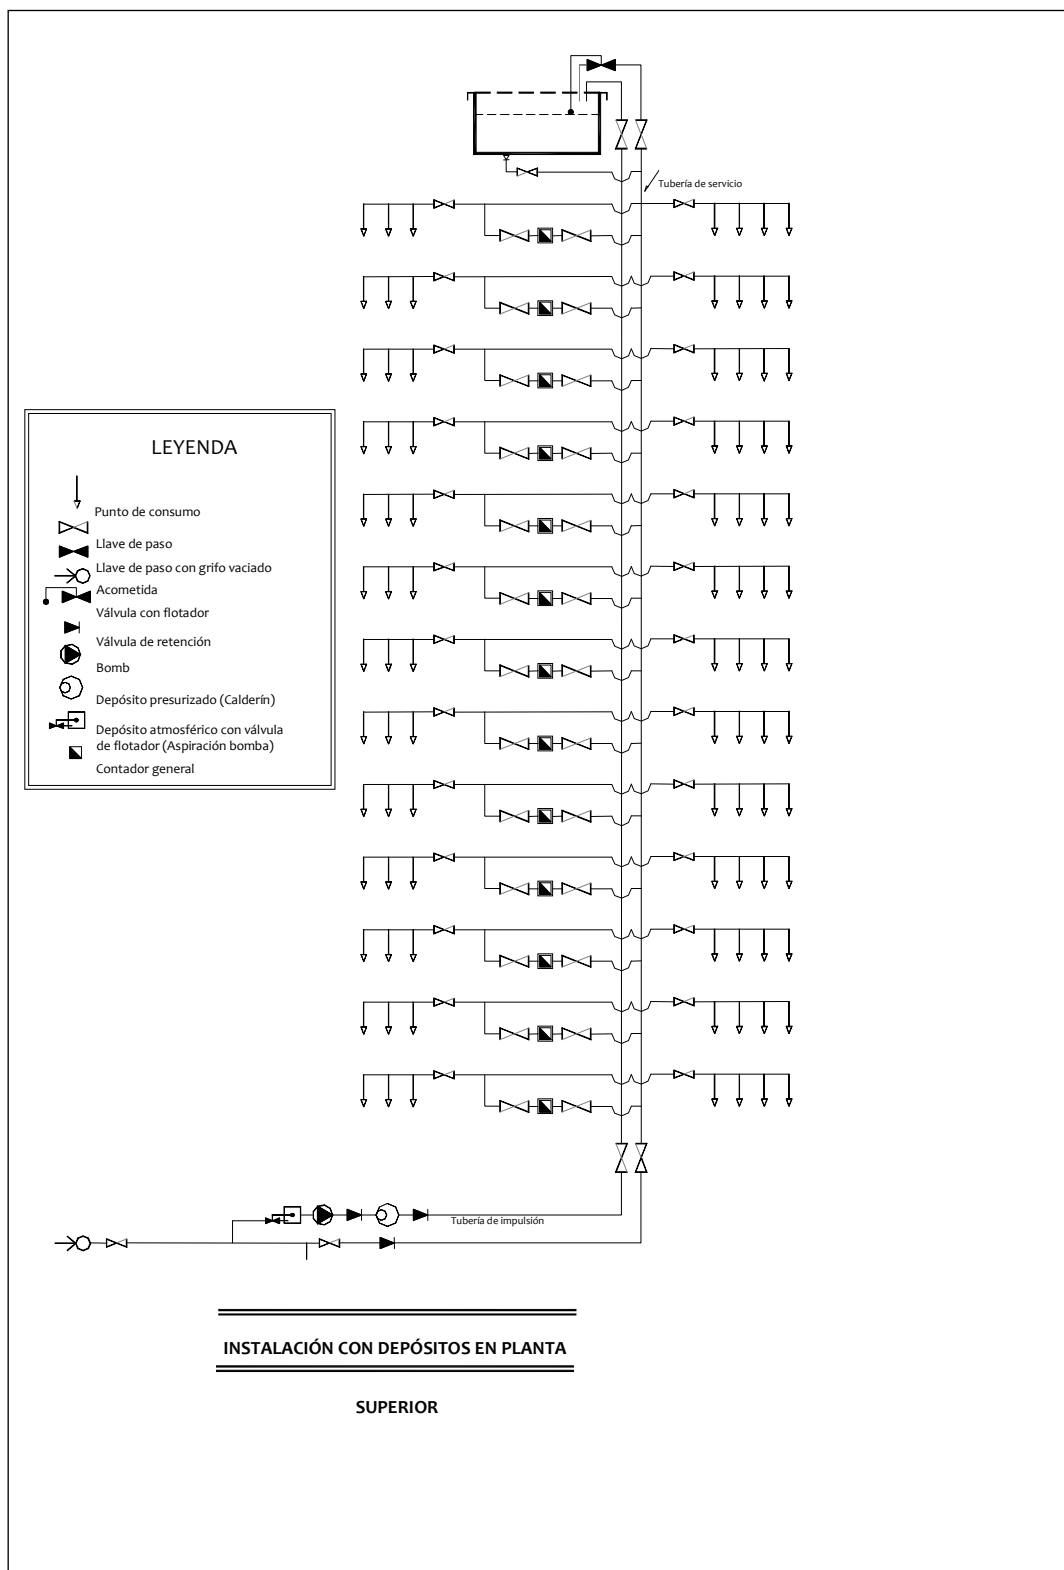 Tubería de servicio
LEYENDA
Punto de consumo
Llave de paso
Llave de paso con grifo vaciado
Acometida
Válvula con flotador
Válvula de retención
Bomb
Depósito presurizado (Calderín)
Depósito atmosférico con válvula
de flotador (Aspiración bomba)
Contador general
Tubería de impulsión
INSTALACIÓN CON DEPÓSITOS EN PLANTA
SUPERIOR